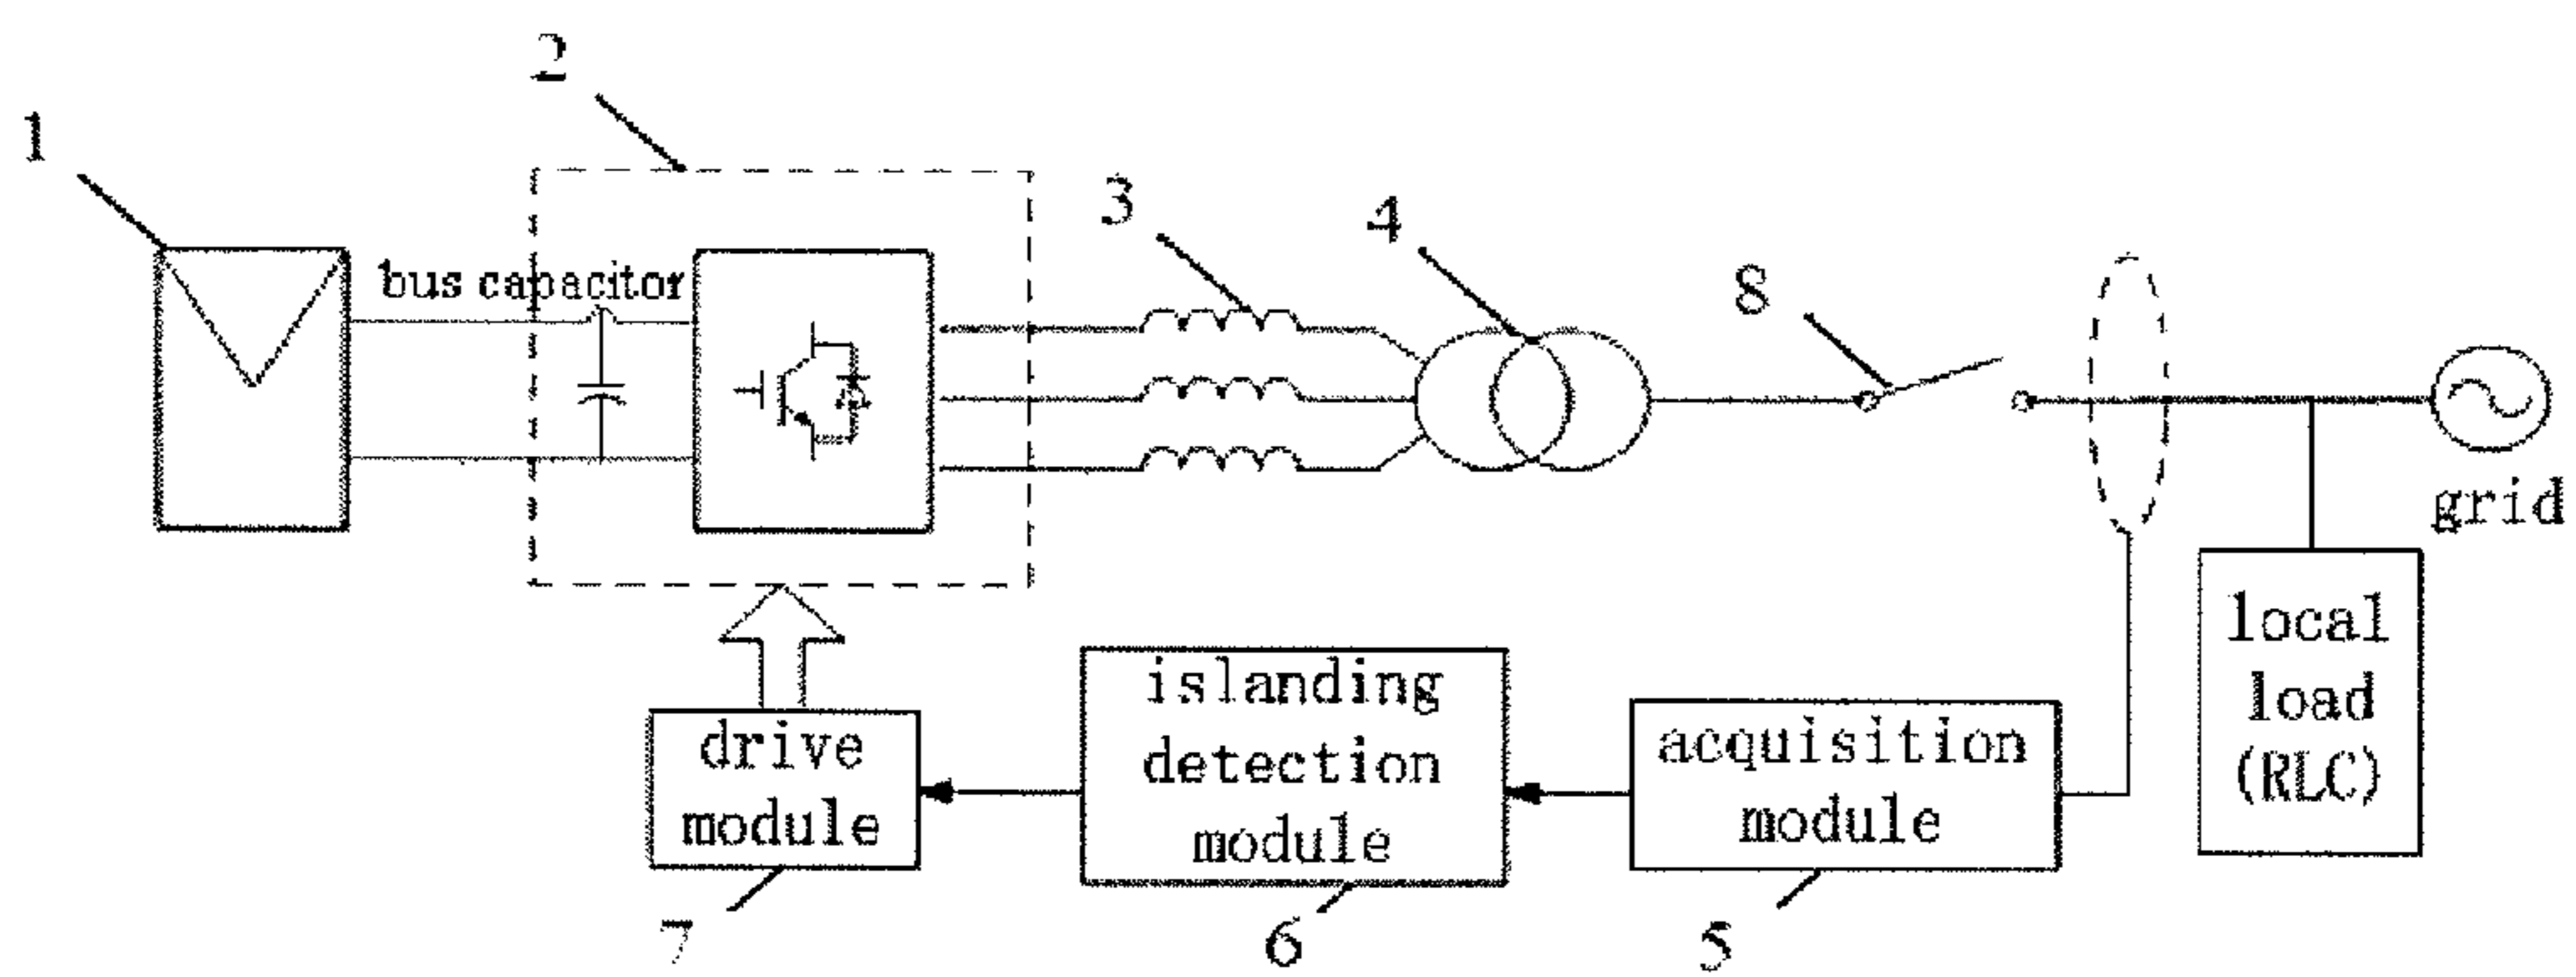 2
1
3
4
8
bus capacitor
grid
local
load
(RLC)
islanding
detection
module
drive
module
acquisition
module
7
6
5